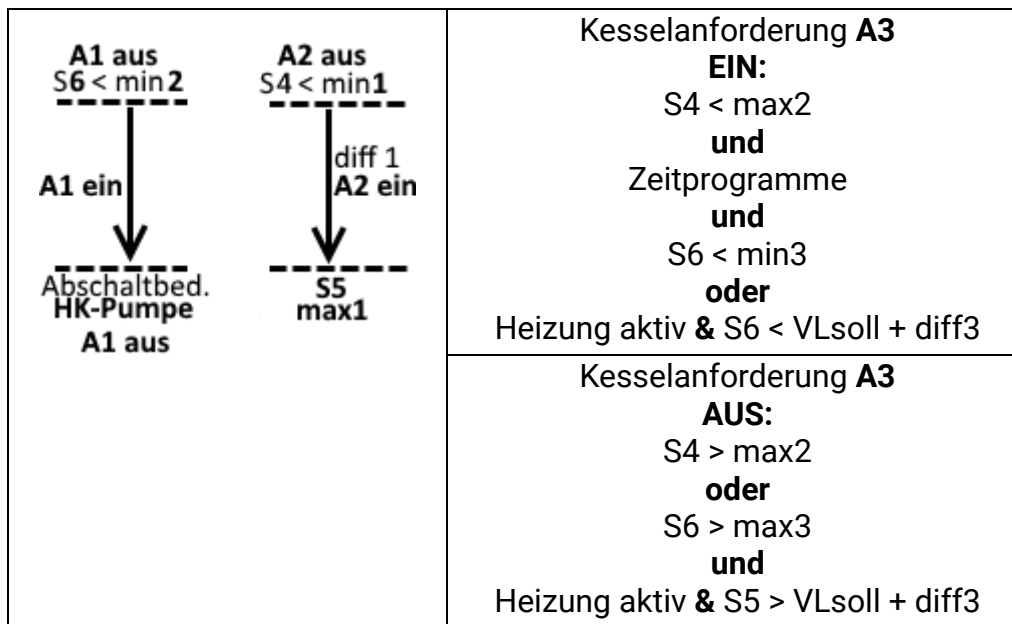 A1 aus
S6 < min2
A1 ein
Abschaltbed.
HK-Pumpe
A1 aus
A2 aus
S4 < min1
diff 1
A2 ein
S5
max1
Kesselanforderung A3
EIN:
S4 < max2
und
Zeitprogramme
und
S6 < min3
oder
Heizung aktiv & S6 < VLsoll + diff3
Kesselanforderung A3
AUS:
S4 > max2
oder
S6 > max3
und
Heizung aktiv & S5 > VLsoll + diff3